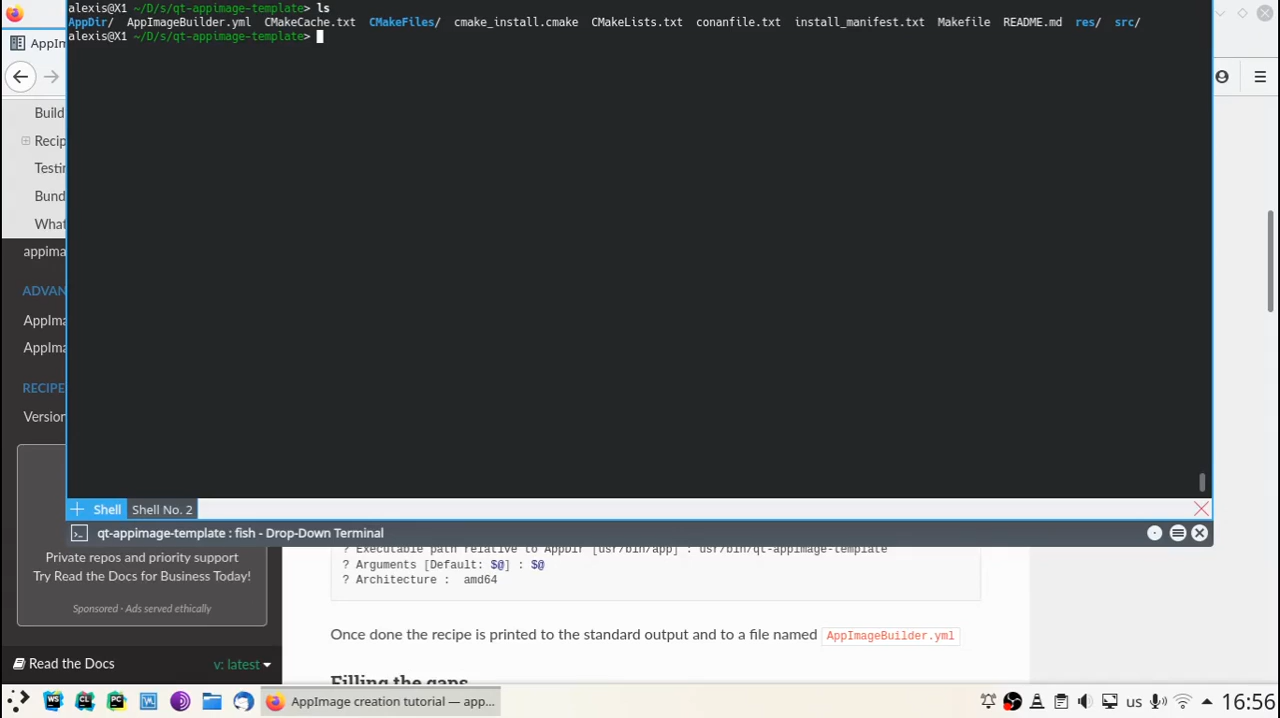 alexis@X1 ~/D/s/qt-appimage-template> ls
AppDir/ AppImageBuilder.yml CMakeCache.txt CMakeFiles/ cmake_install.cmake CMakeLists.txt cmanfile.txt install_manifest.txt Makefile README.md res/ src/
alexis@X1 ~/D/s/qt-appimage-template>
AppIm
Build
Recip
Testin
Bund
What
appima
ADVAN
AppIma
AppIma
RECIPE
Version
Shell Shell No. 2
qt-appimage-template : fish - Drop-Down Terminal
Private repos and priority support
Try Read the Docs for Business Today!
Sponsored · Ads served ethically
? Executable path relative to AppDir [usr/bin/app] : usr/bin/qt-appimage-template
? Arguments [Default: $@] : $@
? Architecture : amd64
Once done the recipe is printed to the standard output and to a file named AppImageBuilder.yml
Filling the gaps
Read the Docs v: latest
AppImage creation tutorial — app...
us 16:56